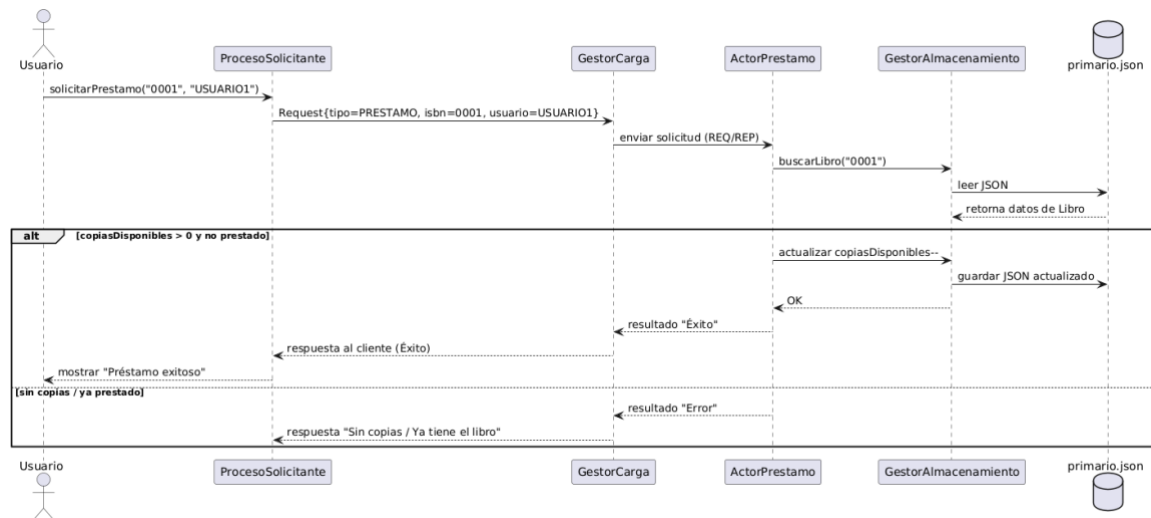 Usuario
ProcesoSolicitante
GestorCarga
ActorPrestamo
GestorAlmacenamiento
primario.json
solicitarPrestamo("0001", "USUARIO1")
Request{tipo=PRESTAMO, isbn=0001, usuario=USUARIO1}
enviar solicitud (REQ/REP)
buscarLibro("0001")
leer JSON
retorna datos de Libro
alt
[copiasDisponibles > 0 y no prestado]
actualizar copiasDisponibles--
guardar JSON actualizado
OK
resultado "Éxito"
respuesta al cliente (Éxito)
mostrar "Préstamo exitoso"
[sin copias / ya prestado]
resultado "Error"
respuesta "Sin copias / Ya tiene el libro"
Usuario
ProcesoSolicitante
GestorCarga
ActorPrestamo
GestorAlmacenamiento
primario.json